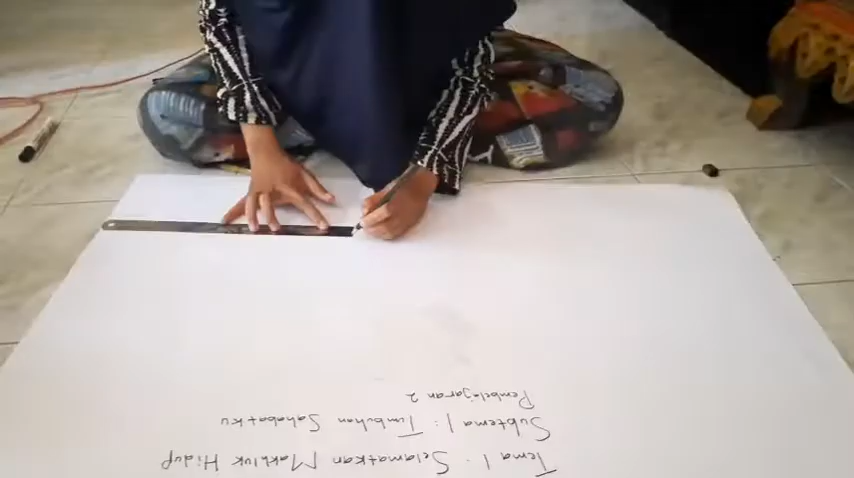 Tema 1 : Selamatkan Makhluk Hidup
Subtema 1 : Tumbuhan Sahabatku
Pembelajaran 2